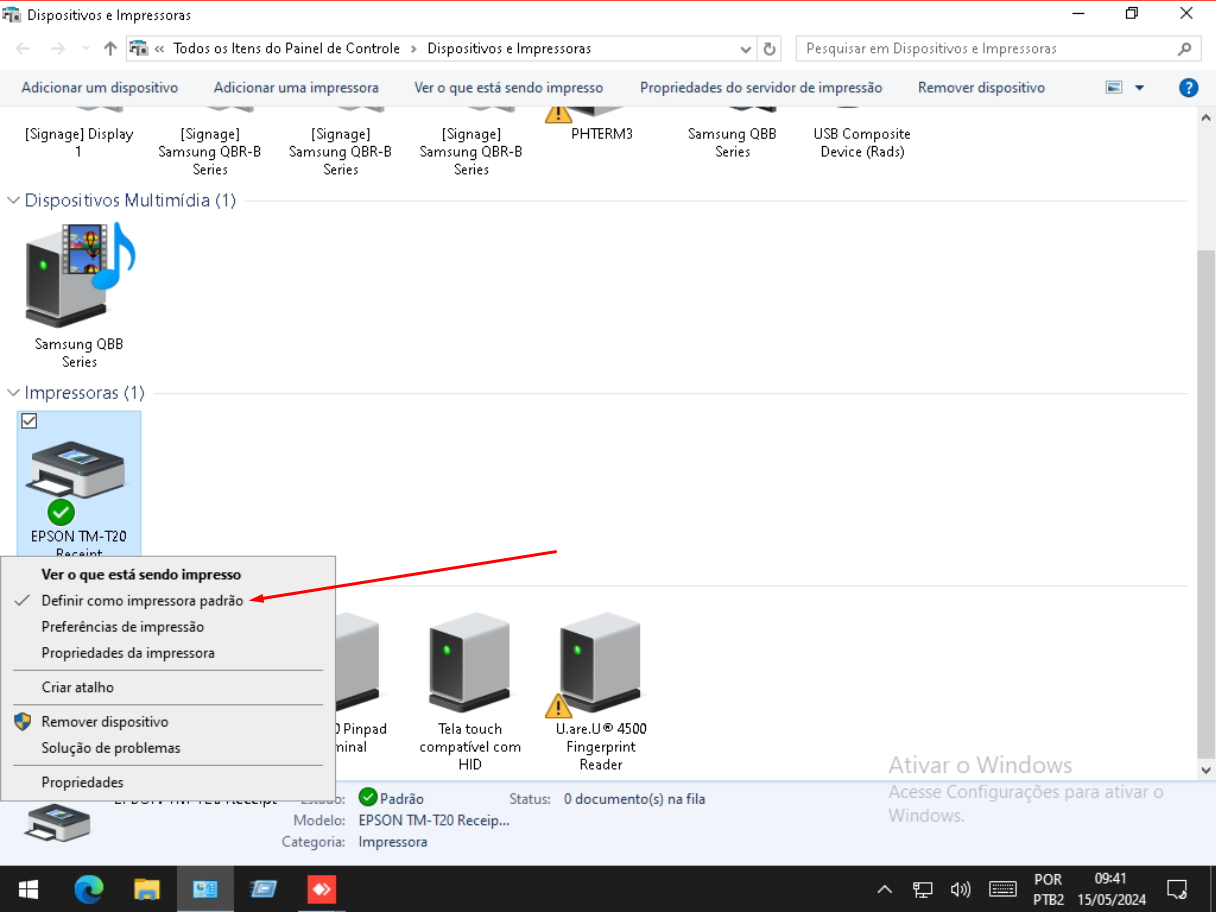 Dispositivos e Impressoras
« Todos os Itens do Painel de Controle › Dispositivos e Impressoras
Pesquisar em Dispositivos e Impressoras
Adicionar um dispositivo
Adicionar uma impressora
Ver o que está sendo impresso
Propriedades do servidor de impressão
Remover dispositivo
?
[Signage] Display
1
[Signage]
Samsung QBR-B
Series
[Signage]
Samsung QBR-B
Series
[Signage]
Samsung QBR-B
Series
PHTERM3
Samsung QBB
Series
USB Composite
Device (Rads)
Dispositivos Multimídia (1)
Samsung QBB
Series
Impressoras (1)
EPSON TM-T20
Receipt
Ver o que está sendo impresso
Definir como impressora padrão
Preferências de impressão
Propriedades da impressora
Criar atalho
Remover dispositivo
Solução de problemas
Propriedades
Pinpad
Tela touch
compatível com
HID
U.are.U® 4500
Fingerprint
Reader
Ativar o Windows
Acesse Configurações para ativar o
Windows.
EPSON TM-T20 Receipt
Estado: Padrão
Status: 0 documento(s) na fila
Modelo: EPSON TM-T20 Receip...
Categoria: Impressora
POR
PTB2
09:41
15/05/2024